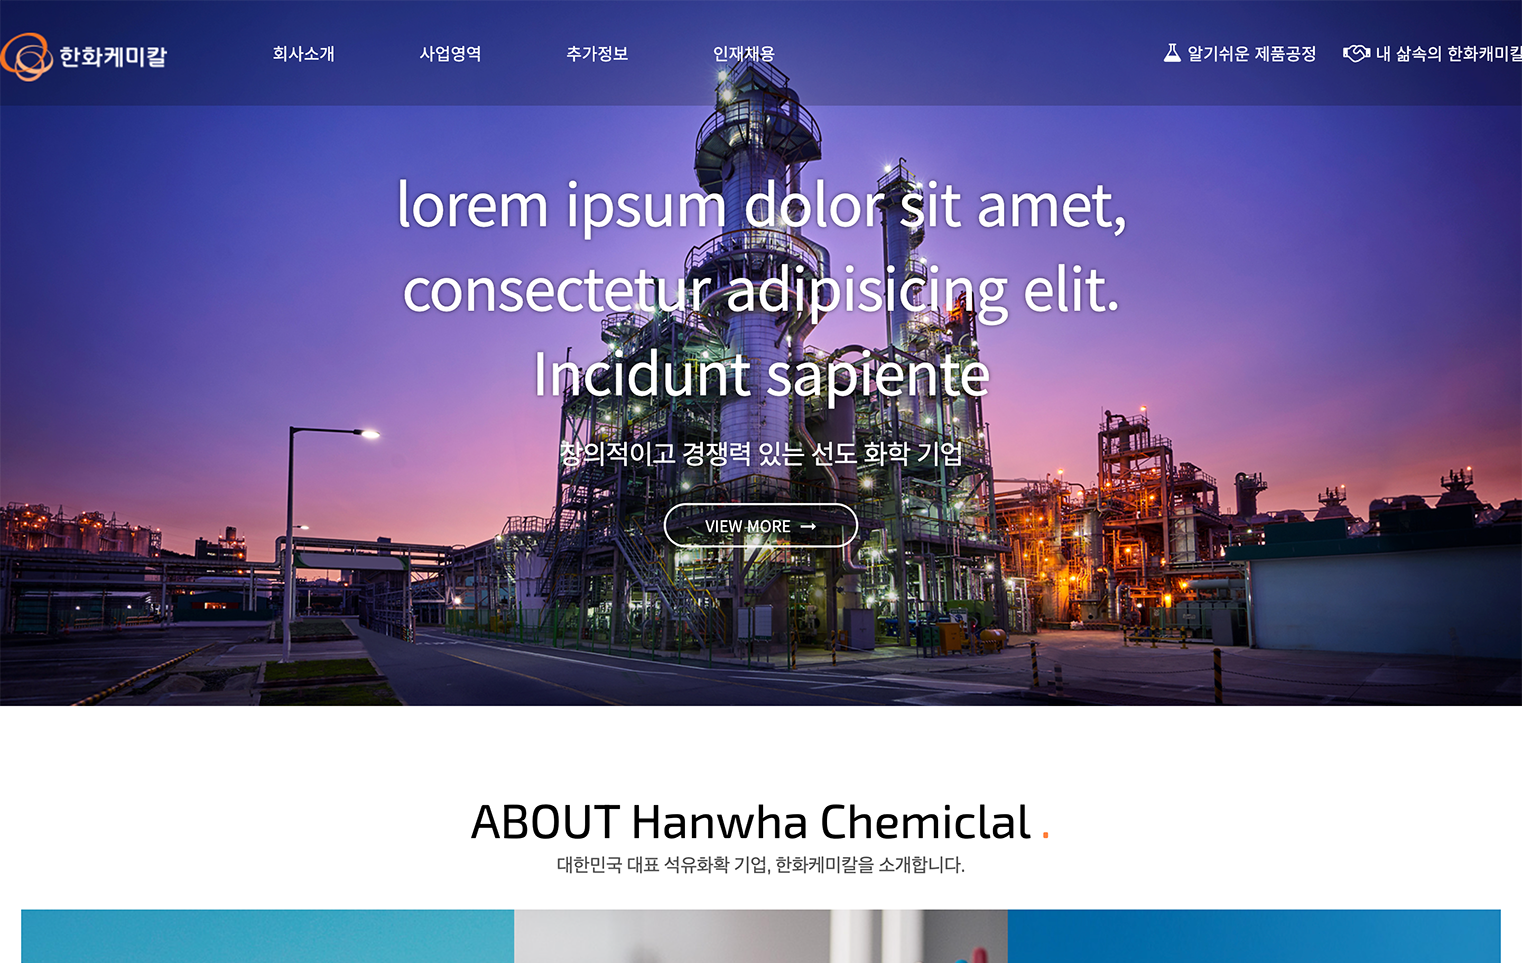 한화케미칼
회사소개 사업영역 추가정보 인재채용 알기쉬운 제품공정 내 삶속의 한화캐미칼
lorem ipsum dolor sit amet,
consectetur adipisicing elit.
Incidunt sapiente
창의적이고 경쟁력 있는 선도 화학 기업
VIEW MORE →
ABOUT Hanwha Chemiclal .
대한민국 대표 석유화확 기업, 한화케미칼을 소개합니다.